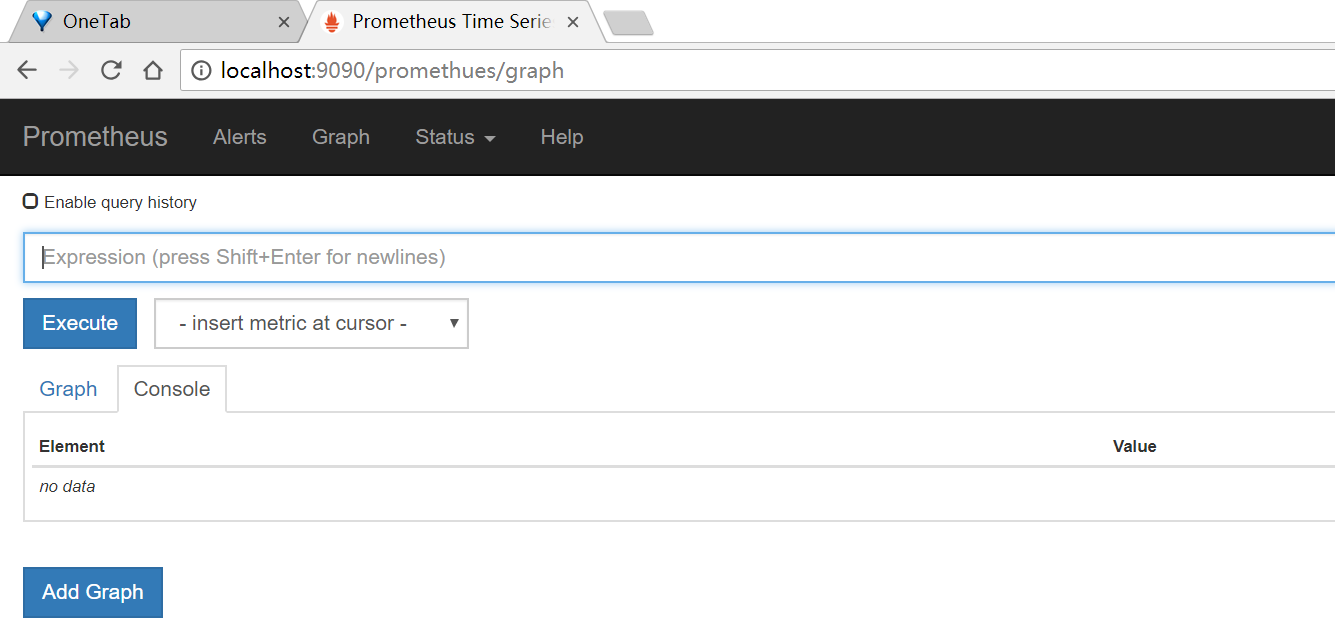 OneTab
Prometheus Time Serie
localhost:9090/promethues/graph
Prometheus Alerts Graph Status Help
Enable query history
Expression (press Shift+Enter for newlines)
Execute - insert metric at cursor -
Graph Console
Element Value
no data
Add Graph